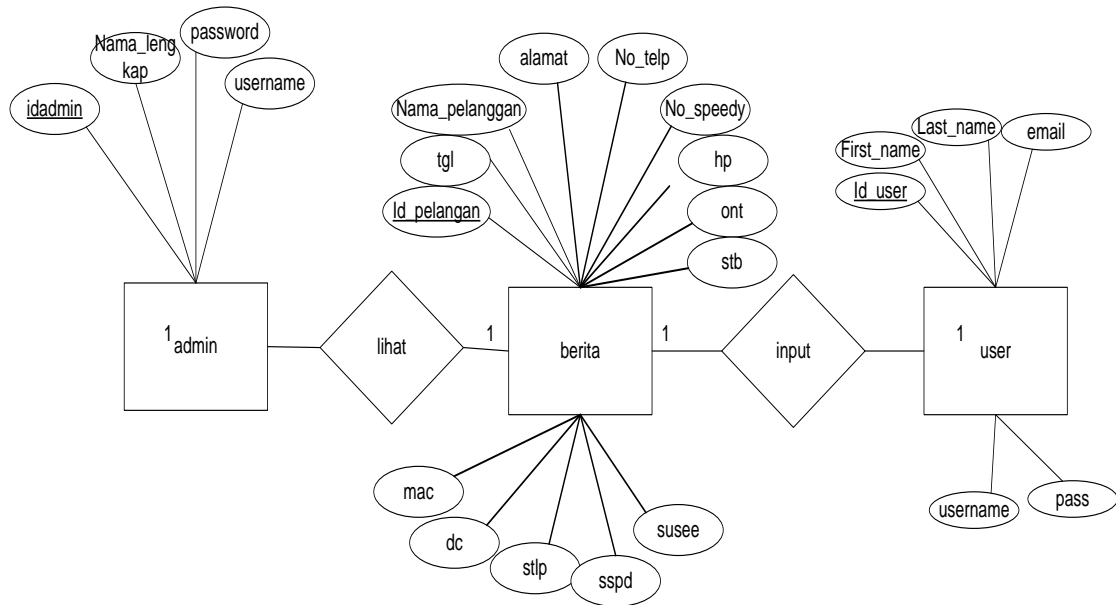 Nama_leng
kap
password
username
idadmin
alamat
No_telp
Nama_pelanggan
No_speedy
tgl
hp
Id_pelangan
ont
stb
Last_name
email
First_name
Id_user
1
admin
lihat
1
berita
1
input
1
user
mac
dc
stlp
sspd
susee
username
pass